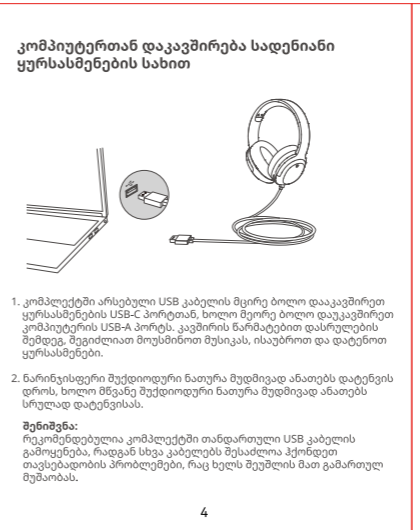 კომპიუტერთან დაკავშირება სადენიანი
ყურსასმენების სახით
1. კომპლექტში არსებული USB კაბელის მცირე ბოლო დააკავშირეთ
ყურსასმენების USB-C პორტთან, ხოლო მეორე ბოლო დაუკავშირეთ
კომპიუტერის USB-A პორტს. კავშირის წარმატებით დასრულების
შემდეგ, შეგიძლიათ მოუსმინოთ მუსიკას, ისაუბროთ და დატენოთ
ყურსასმენები.
2. ნარინჯისფერი შუქდიოდური ნათურა მუდმივად ანათებს დატენვის
დროს, ხოლო მწვანე შუქდიოდური ნათურა მუდმივად ანათებს
სრულად დატენვისას.
შენიშვნა:
რეკომენდებულია კომპლექტში თანდართული USB კაბელის
გამოყენება, რადგან სხვა კაბელებს შესაძლოა ჰქონდეთ
თავსებადობის პრობლემები, რაც ხელს შეუშლის მათ გამართულ
მუშაობას.
4